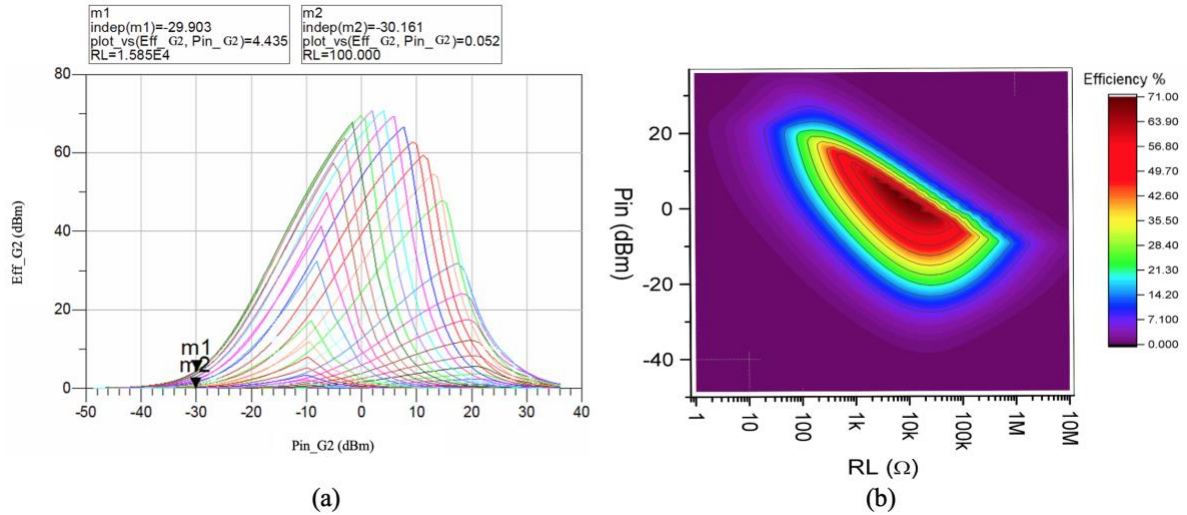 m1
indep(m1)=-29.903
plot_vs(Eff_G2, Pin_G2)=4.435
RL=1.585E4
m2
indep(m2)=-30.161
plot_vs(Eff_G2, Pin_G2)=0.052
RL=100.000
80
60
40
20
0
Eff_G2 (dBm)
m1
m2
-50 -40 -30 -20 -10 0 10 20 30 40
Pin_G2 (dBm)
(a)
20
0
-20
-40
Pin (dBm)
1 10 100 1k 10k 100k 1M 10M
RL (Ω)
Efficiency %
71.00
63.90
56.80
49.70
42.60
35.50
28.40
21.30
14.20
7.100
0.000
(b)